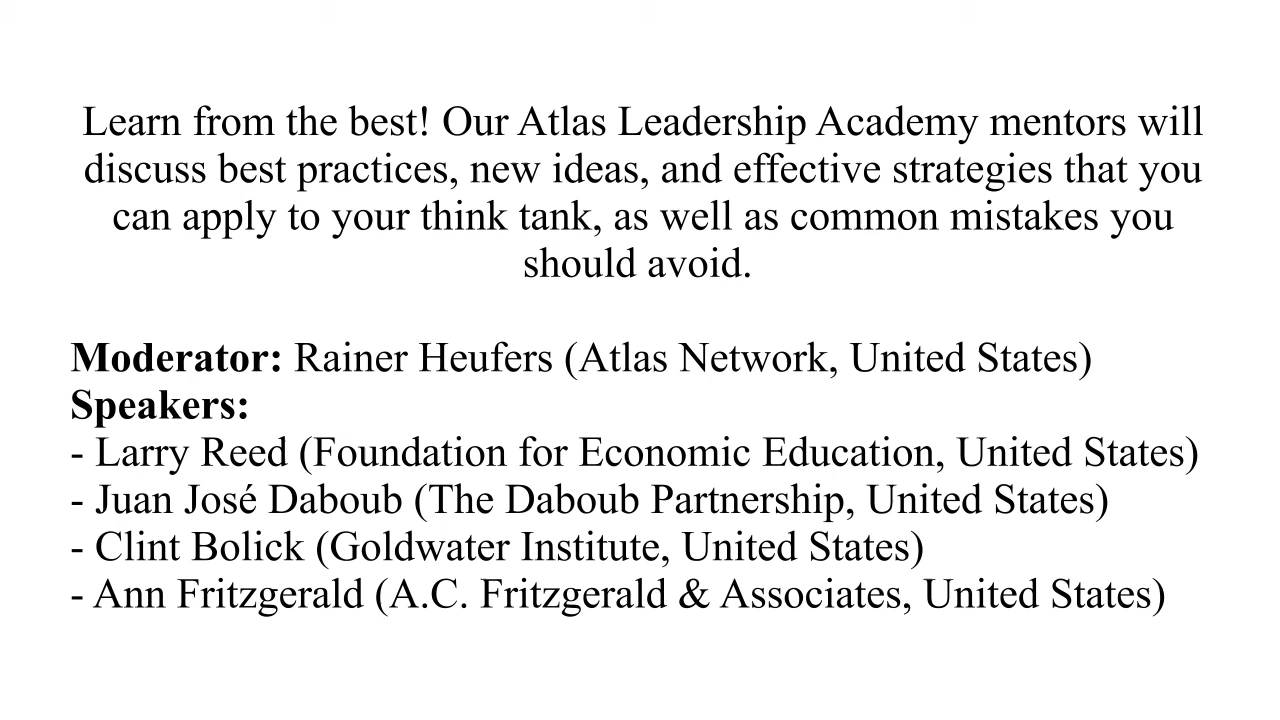 Learn from the best! Our Atlas Leadership Academy mentors will
discuss best practices, new ideas, and effective strategies that you
can apply to your think tank, as well as common mistakes you
should avoid.
Moderator: Rainer Heufers (Atlas Network, United States)
Speakers:
- Larry Reed (Foundation for Economic Education, United States)
- Juan José Daboub (The Daboub Partnership, United States)
- Clint Bolick (Goldwater Institute, United States)
- Ann Fritzgerald (A.C. Fritzgerald & Associates, United States)